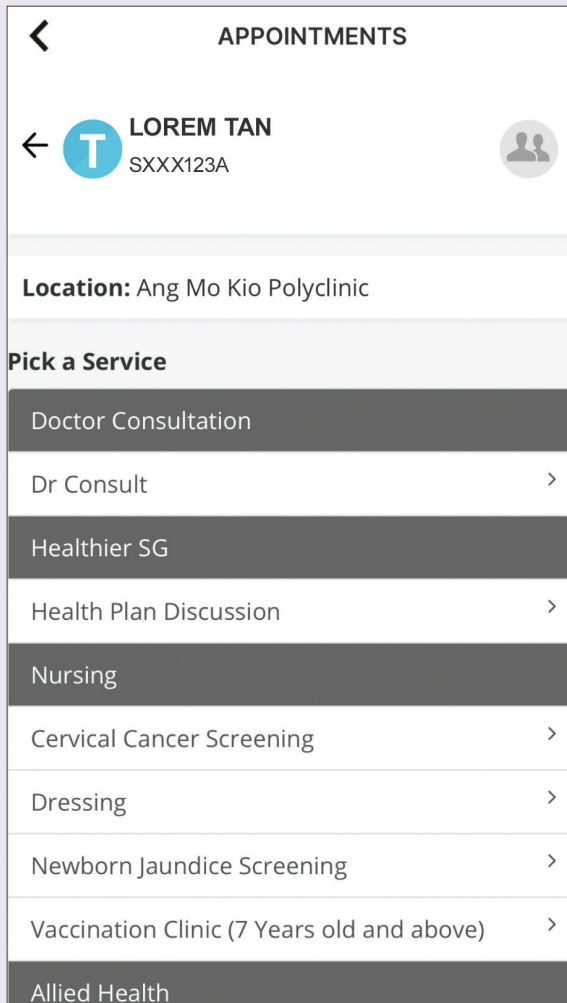 APPOINTMENTS
T
LOREM TAN
SXXX123A
Location: Ang Mo Kio Polyclinic
Pick a Service
Doctor Consultation
Dr Consult
Healthier SG
Health Plan Discussion
Nursing
Cervical Cancer Screening
Dressing
Newborn Jaundice Screening
Vaccination Clinic (7 Years old and above)
Allied Health